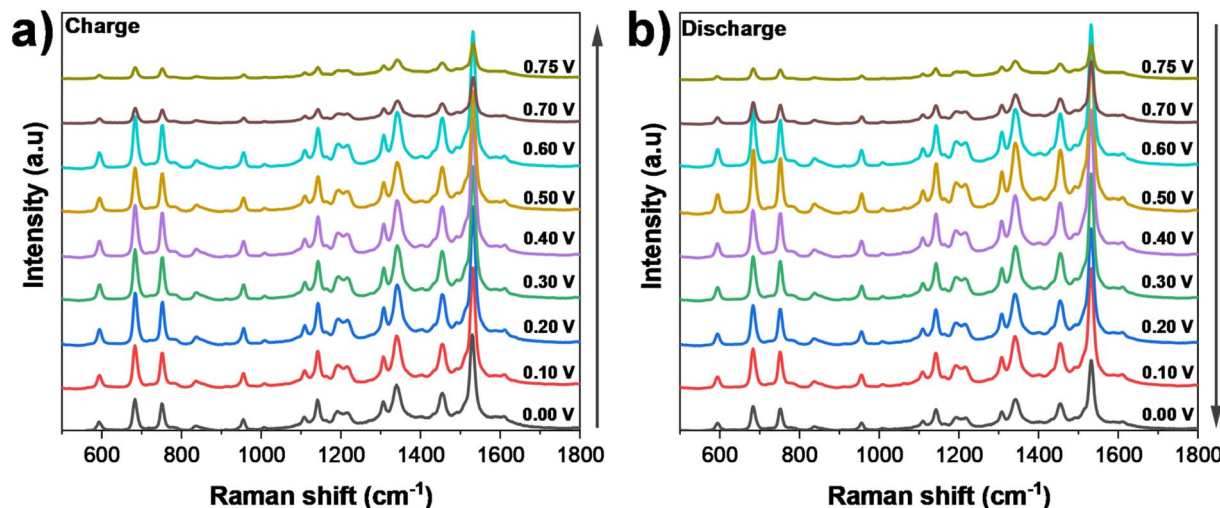 a)
Charge
0.75 V
0.70 V
0.60 V
0.50 V
0.40 V
0.30 V
0.20 V
0.10 V
0.00 V
Intensity (a.u)
600 800 1000 1200 1400 1600 1800
Raman shift (cm⁻¹)
b)
Discharge
0.75 V
0.70 V
0.60 V
0.50 V
0.40 V
0.30 V
0.20 V
0.10 V
0.00 V
Intensity (a.u)
600 800 1000 1200 1400 1600 1800
Raman shift (cm⁻¹)